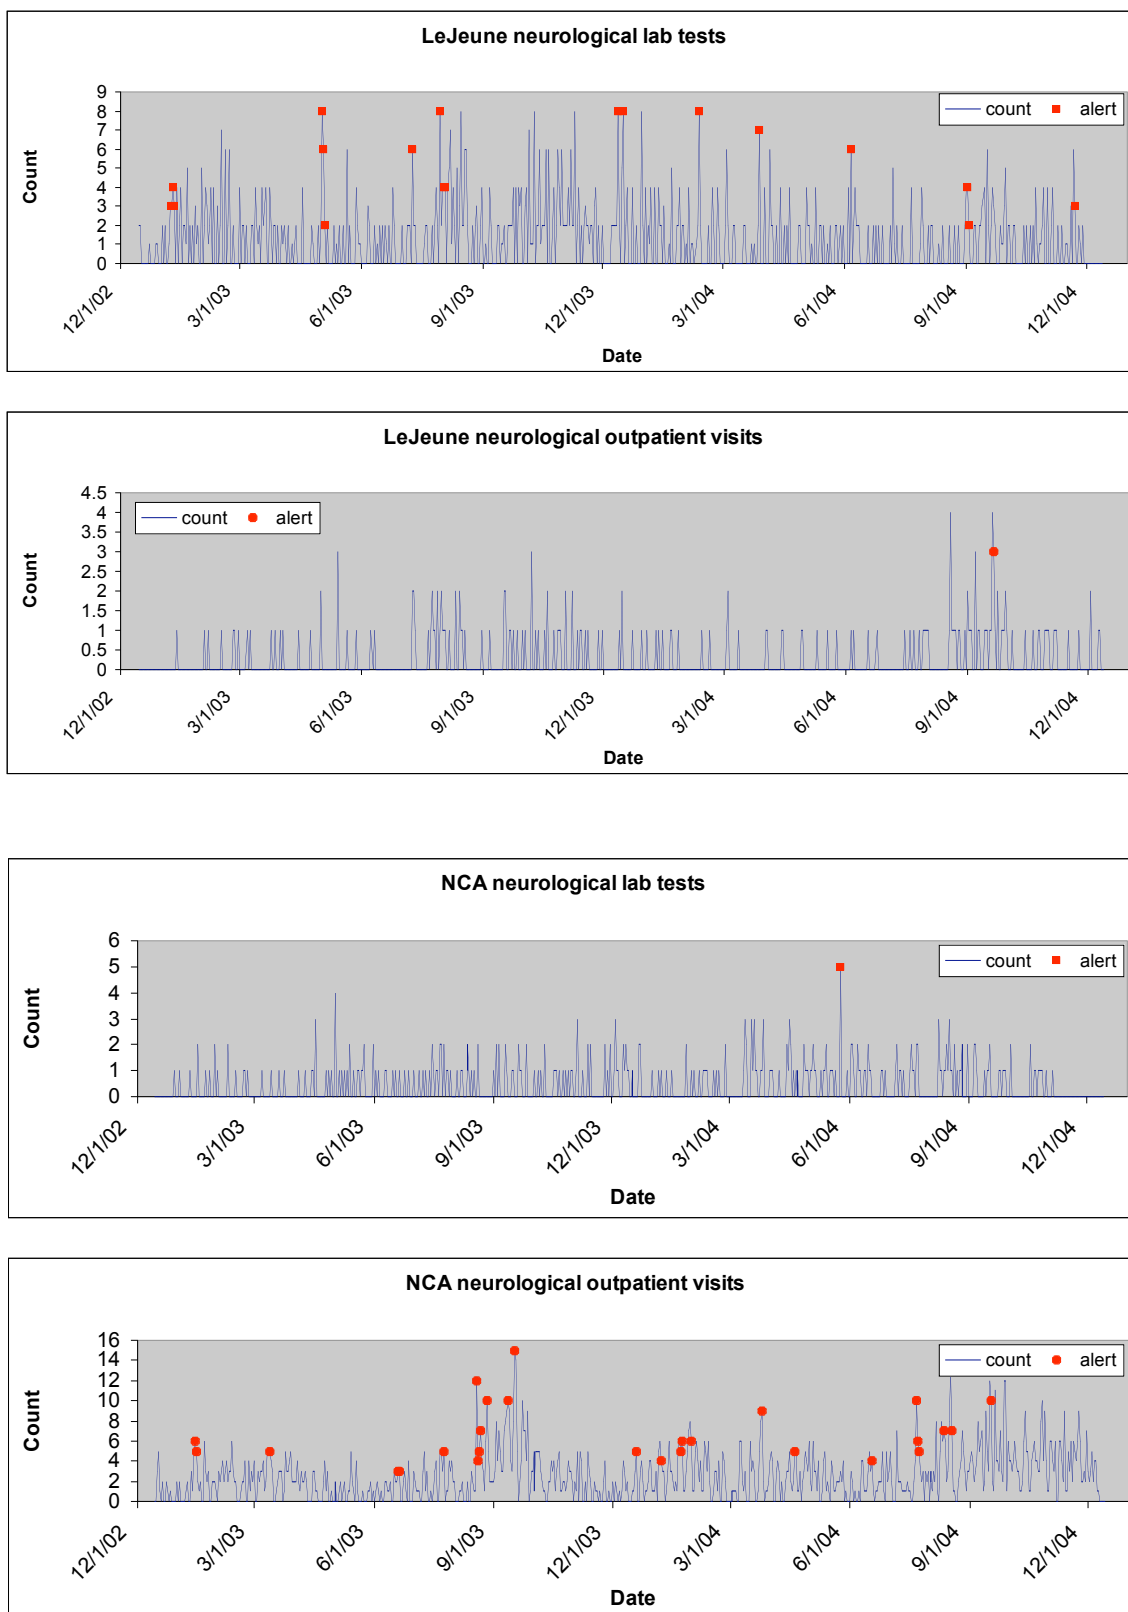 LeJeune neurological lab tests
9
8
7
6
5
4
3
2
1
0
Count
count alert
12/1/02 3/1/03 6/1/03 9/1/03 12/1/03 3/1/04 6/1/04 9/1/04 12/1/04
Date
LeJeune neurological outpatient visits
4.5
4
3.5
3
2.5
2
1.5
1
0.5
0
Count
count alert
12/1/02 3/1/03 6/1/03 9/1/03 12/1/03 3/1/04 6/1/04 9/1/04 12/1/04
Date
NCA neurological lab tests
6
5
4
3
2
1
0
Count
count alert
12/1/02 3/1/03 6/1/03 9/1/03 12/1/03 3/1/04 6/1/04 9/1/04 12/1/04
Date
NCA neurological outpatient visits
16
14
12
10
8
6
4
2
0
Count
count alert
12/1/02 3/1/03 6/1/03 9/1/03 12/1/03 3/1/04 6/1/04 9/1/04 12/1/04
Date